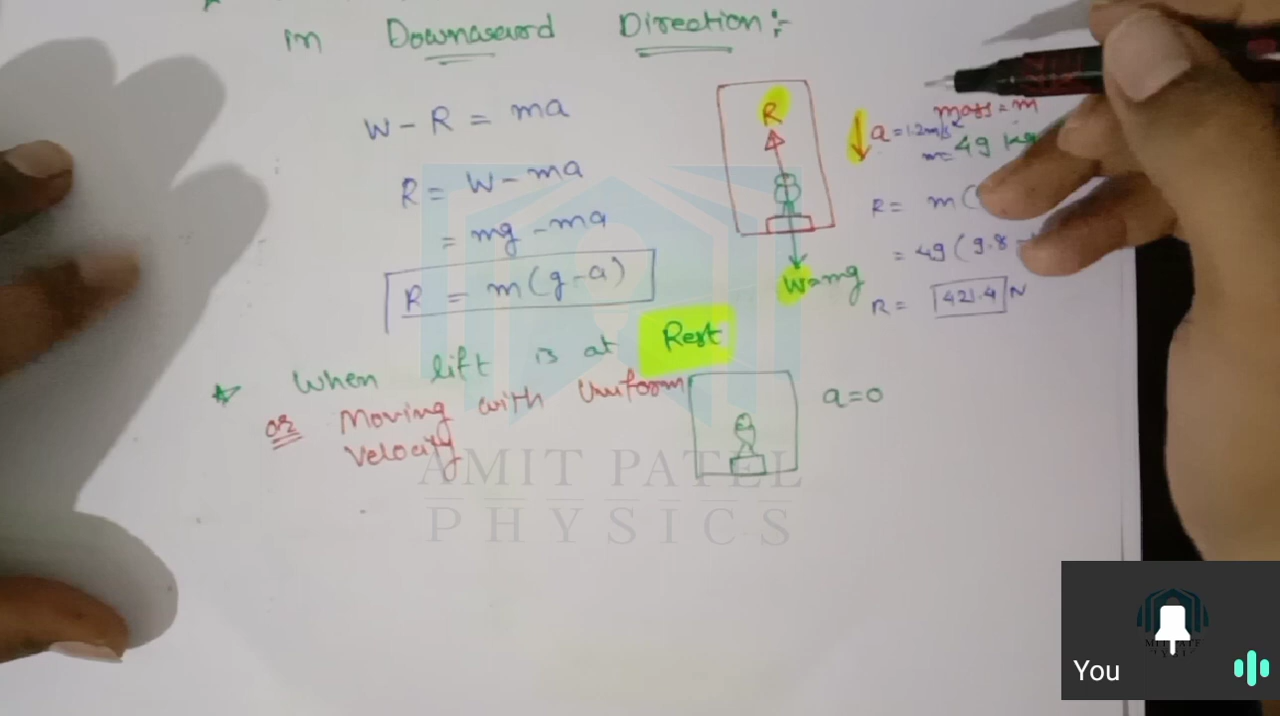 in Downaward Direction:-
W - R = ma
R = W - ma
= mg - ma
R = m(g-a)
R
a = 1.2 m/s²
mass = m
m = 49 kg
W=mg
R = m(
= 49 (9.8 -
R = 421.4 N
When lift is at Rest
or Moving with Uniform
Velocity
a=0
AMIT PATEL
PHYSICS
You